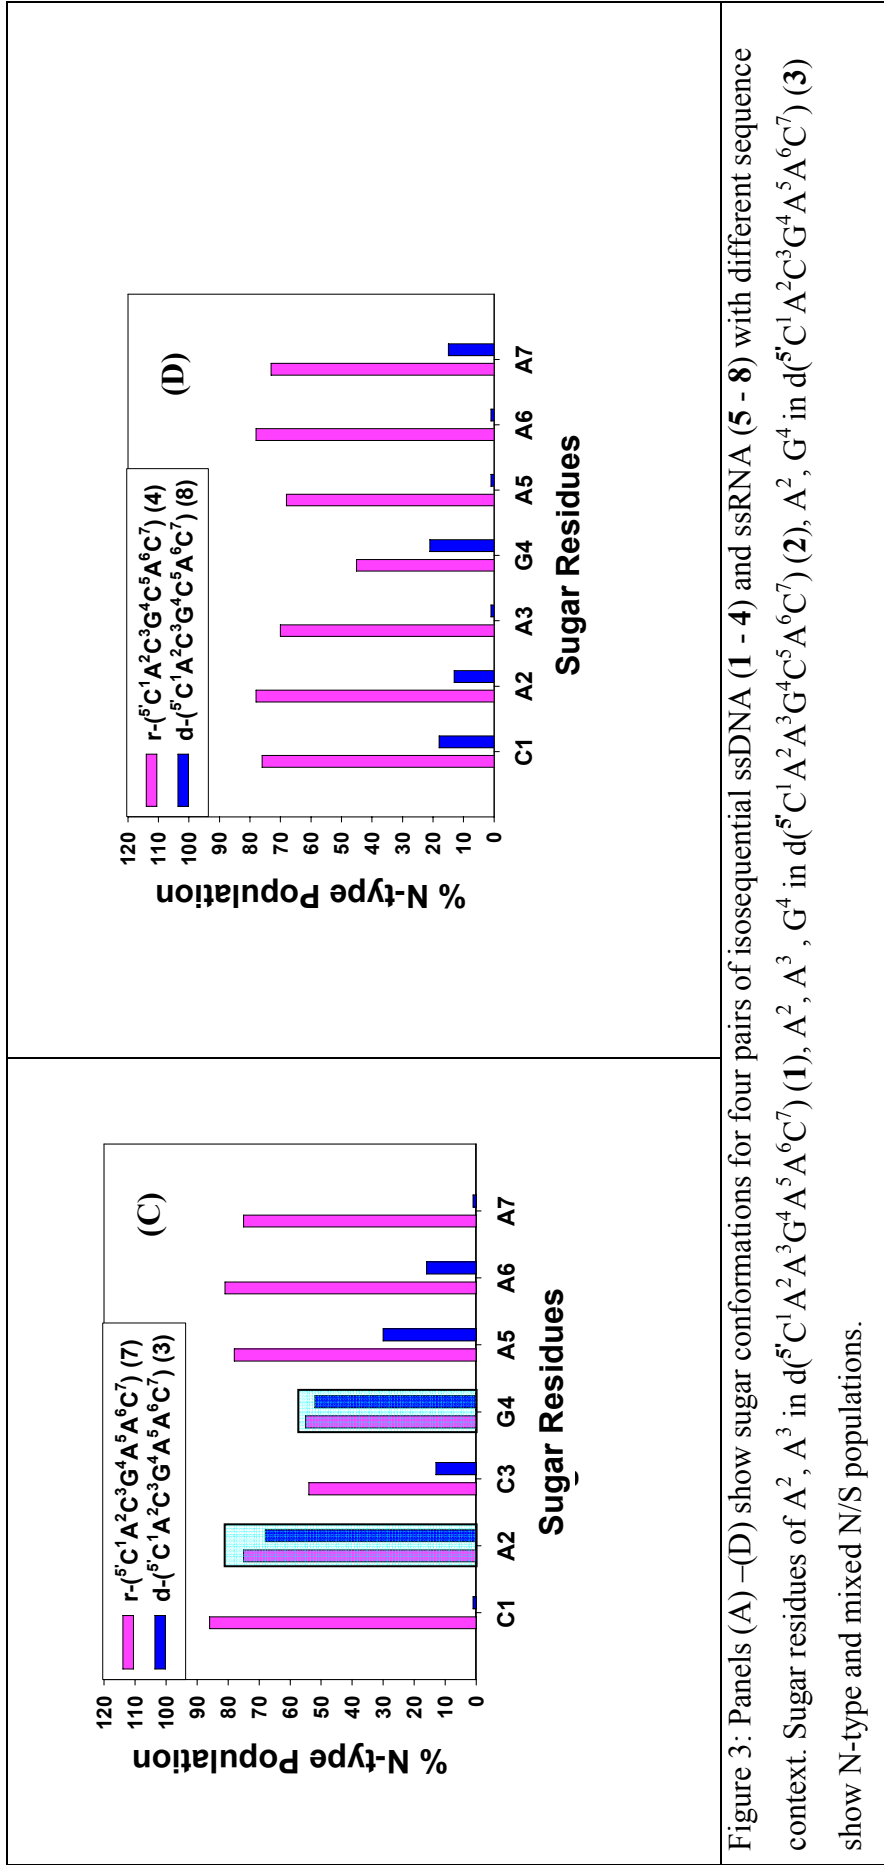 (C)
r-(5'C1A2C3G4A5A6C7) (7)
d-(5'C1A2C3G4A5A6C7) (3)
% N-type Population
120
110
100
90
80
70
60
50
40
30
20
10
0
C1 A2 C3 G4 A5 A6 A7
Sugar Residues
(D)
r-(5'C1A2C3G4C5A6C7) (4)
d-(5'C1A2C3G4C5A6C7) (8)
% N-type Population
120
110
100
90
80
70
60
50
40
30
20
10
0
C1 A2 A3 G4 A5 A6 A7
Sugar Residues
Figure 3: Panels (A) –(D) show sugar conformations for four pairs of isosequential ssDNA (1 - 4) and ssRNA (5 - 8) with different sequence
context. Sugar residues of A2, A3 in d(5'C1A2A3G4A5A6C7) (1), A2, A3 , G4 in d(5'C1A2A3G4C5A6C7) (2), A2, G4 in d(5'C1A2C3G4A5A6C7) (3)
show N-type and mixed N/S populations.